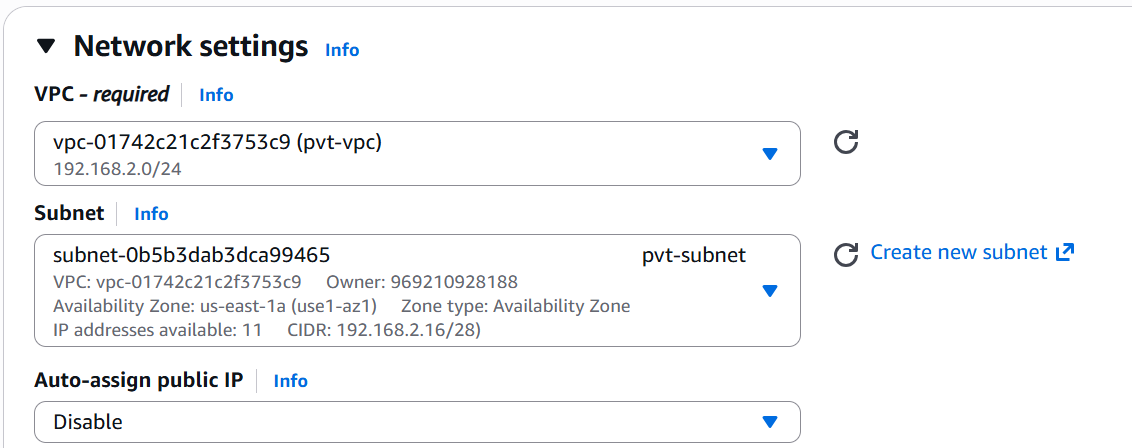 Network settings Info
VPC - required Info
vpc-01742c21c2f3753c9 (pvt-vpc)
192.168.2.0/24
Subnet Info
subnet-0b5b3dab3dca99465 pvt-subnet
VPC: vpc-01742c21c2f3753c9 Owner: 969210928188
Availability Zone: us-east-1a (use1-az1) Zone type: Availability Zone
IP addresses available: 11 CIDR: 192.168.2.16/28)
Create new subnet
Auto-assign public IP Info
Disable